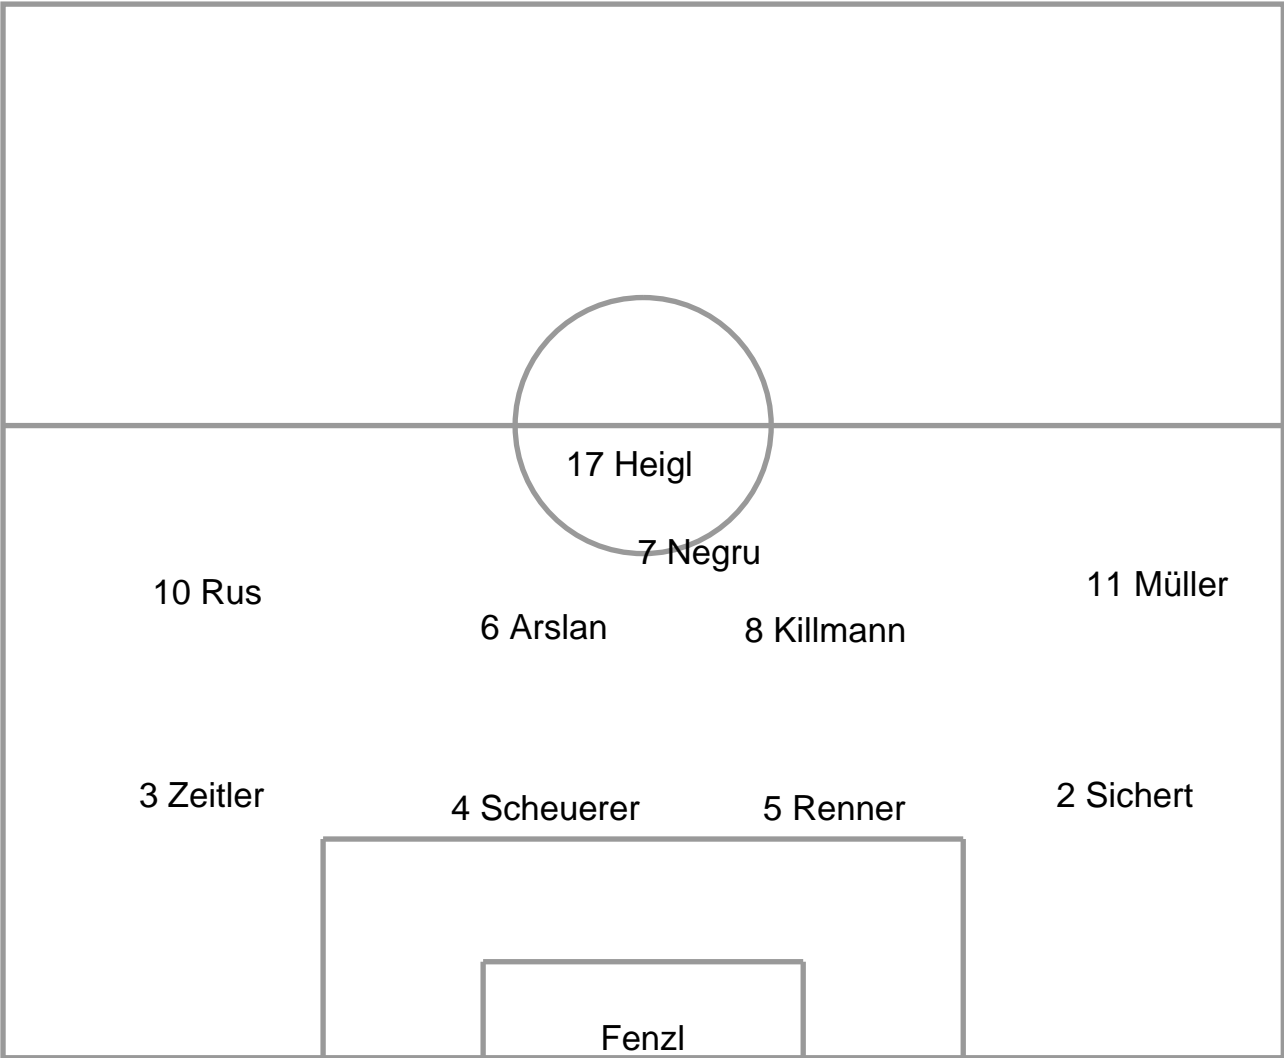 17 Heigl
7 Negru
10 Rus
11 Müller
6 Arslan
8 Killmann
3 Zeitler
2 Sichert
4 Scheuerer
5 Renner
Fenzl